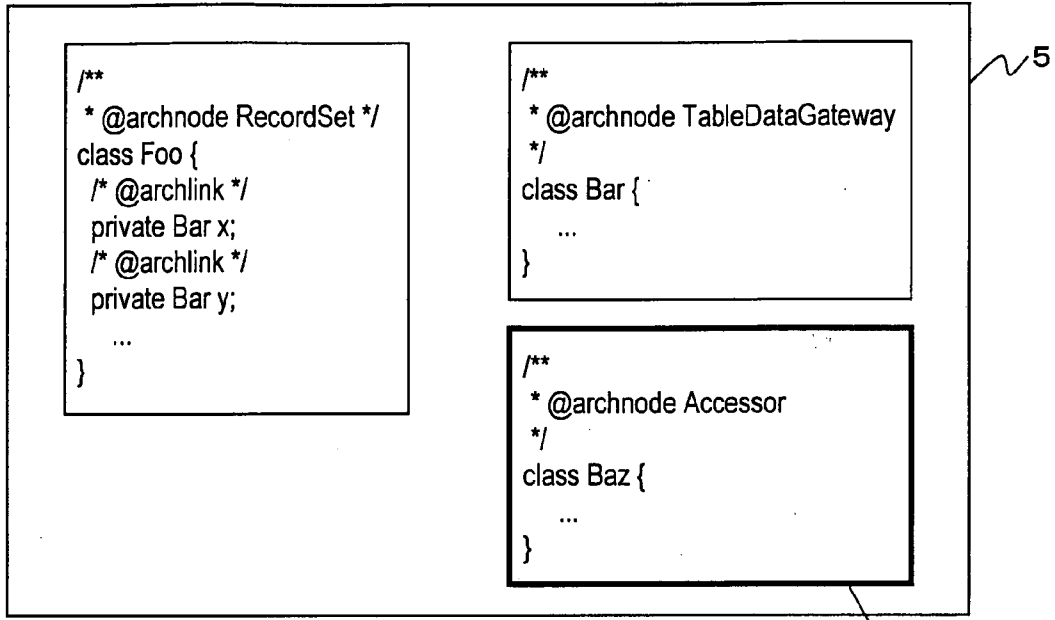 /**
* @archnode RecordSet */
class Foo {
/* @archlink */
private Bar x;
/* @archlink */
private Bar y;
...
}
/**
* @archnode TableDataGateway
*/
class Bar {
...
}
/**
* @archnode Accessor
*/
class Baz {
...
}
5